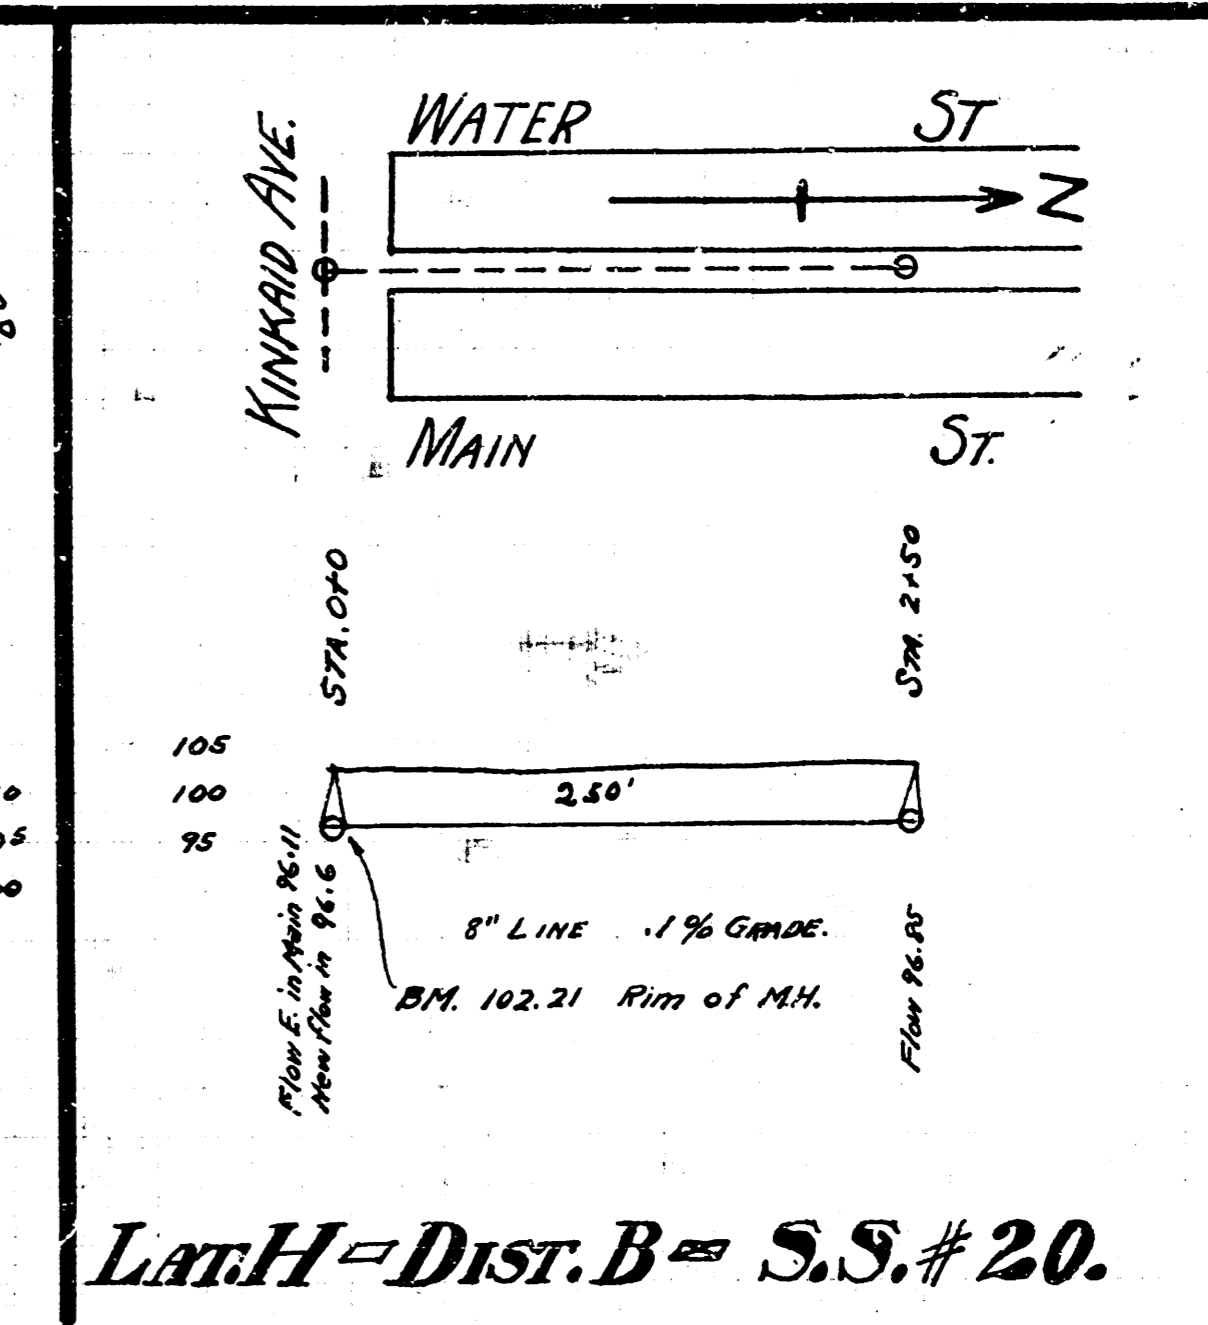 WATER ST
KINKAID AVE.
N
MAIN ST.
STA. 0+0
STA. 2+50
105
100
95
250'
Flow E. in Main 96.11
New Flow in 96.6
8" LINE .1% GRADE.
BM. 102.21 Rim of M.H.
Flow 96.85
LAT. H = DIST. B = S.S. # 20.